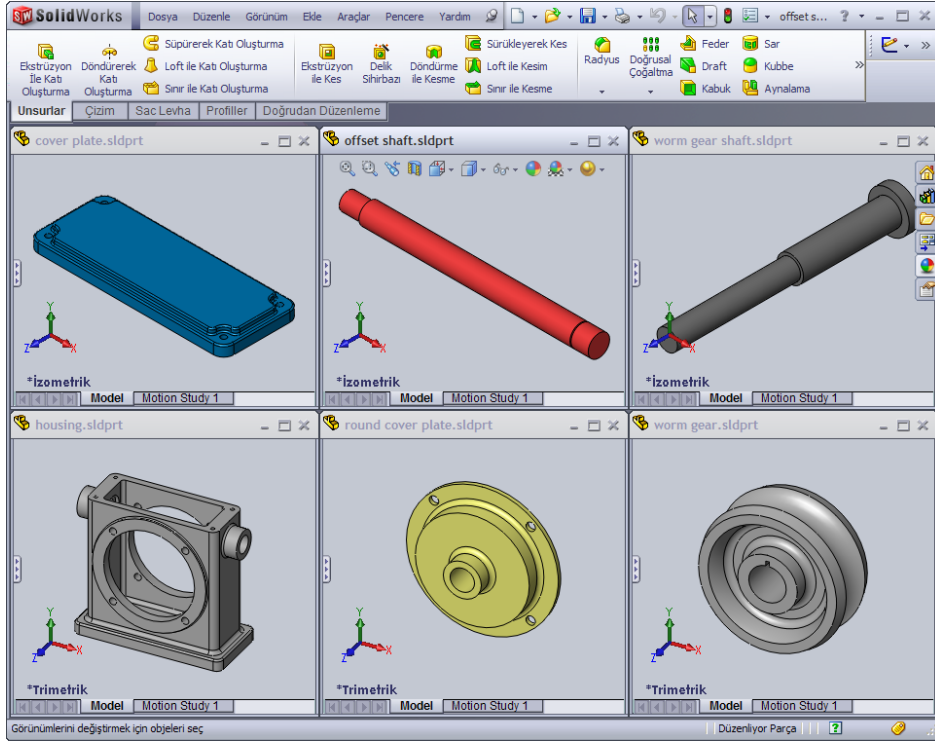 SolidWorks Dosya Düzenle Görünüm Ekle Araçlar Pencere Yardım offset s... ?
Ekstrüzyon İle Katı Oluşturma
Döndürerek Katı Oluşturma
Süpürerek Katı Oluşturma
Loft ile Katı Oluşturma
Sınır ile Katı Oluşturma
Ekstrüzyon ile Kes
Delik Sihirbazı
Döndürme ile Kesme
Sürükleyerek Kes
Loft ile Kesim
Sınır ile Kesme
Radyus
Doğrusal Çoğaltma
Feder
Draft
Kabuk
Sar
Kubbe
Aynalama
Unsurlar Çizim Sac Levha Profiller Doğrudan Düzenleme
cover plate.sldprt
Y
Z X
*İzometrik
Model Motion Study 1
offset shaft.sldprt
Y
Z X
*İzometrik
Model Motion Study 1
worm gear shaft.sldprt
Y
Z X
*İzometrik
Model Motion Study 1
housing.sldprt
Y
Z X
*Trimetrik
Model Motion Study 1
round cover plate.sldprt
Y
Z X
*Trimetrik
Model Motion Study 1
worm gear.sldprt
Y
Z X
*Trimetrik
Model Motion Study 1
Görünümlerini değiştirmek için objeleri seç Düzenliyor Parça ?